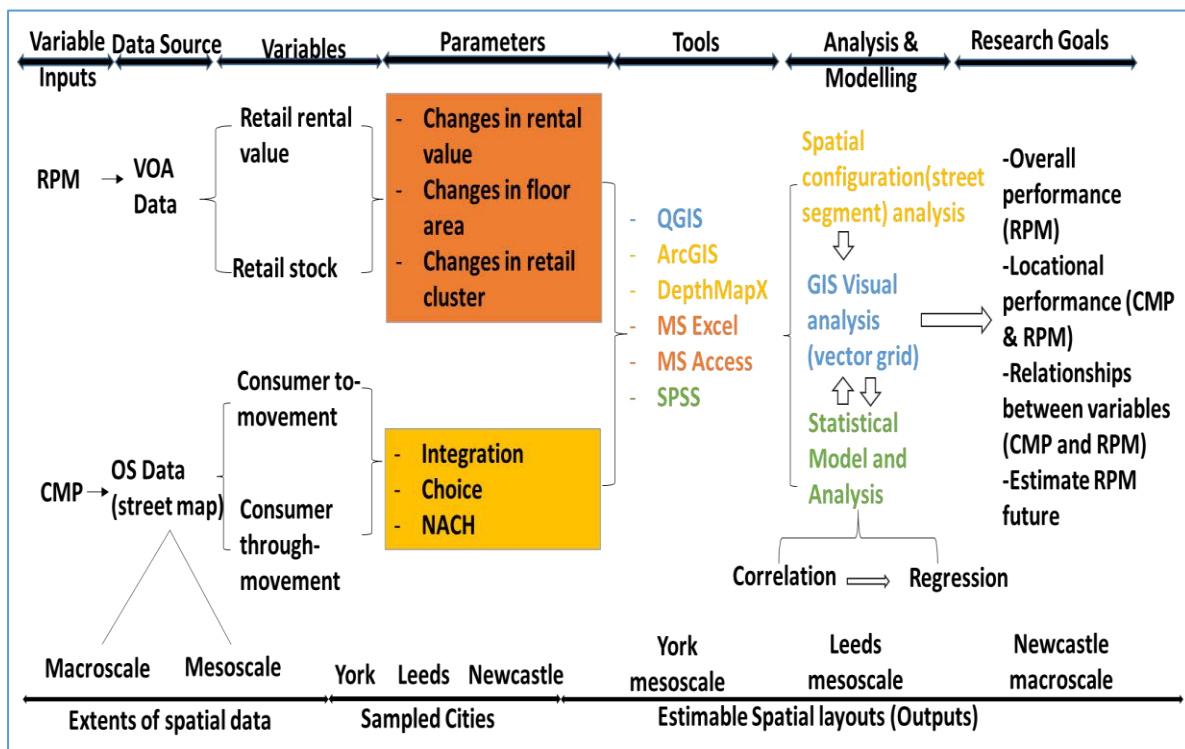 Variable
Inputs
Data Source
Variables
Parameters
Tools
Analysis &
Modelling
Research Goals
RPM
VOA
Data
Retail rental
value
Retail stock
- Changes in rental
value
- Changes in floor
area
- Changes in retail
cluster
CMP
OS Data
(street map)
Consumer to-
movement
Consumer
through-
movement
- Integration
- Choice
- NACH
- QGIS
- ArcGIS
- DepthMapX
- MS Excel
- MS Access
- SPSS
Spatial
configuration(street
segment) analysis
GIS Visual
analysis
(vector grid)
Statistical
Model and
Analysis
Correlation
Regression
-Overall
performance
(RPM)
-Locational
performance (CMP
& RPM)
-Relationships
between variables
(CMP and RPM)
-Estimate RPM
future
Macroscale
Mesoscale
Extents of spatial data
York
Leeds
Newcastle
Sampled Cities
York
mesoscale
Leeds
mesoscale
Newcastle
macroscale
Estimable Spatial layouts (Outputs)